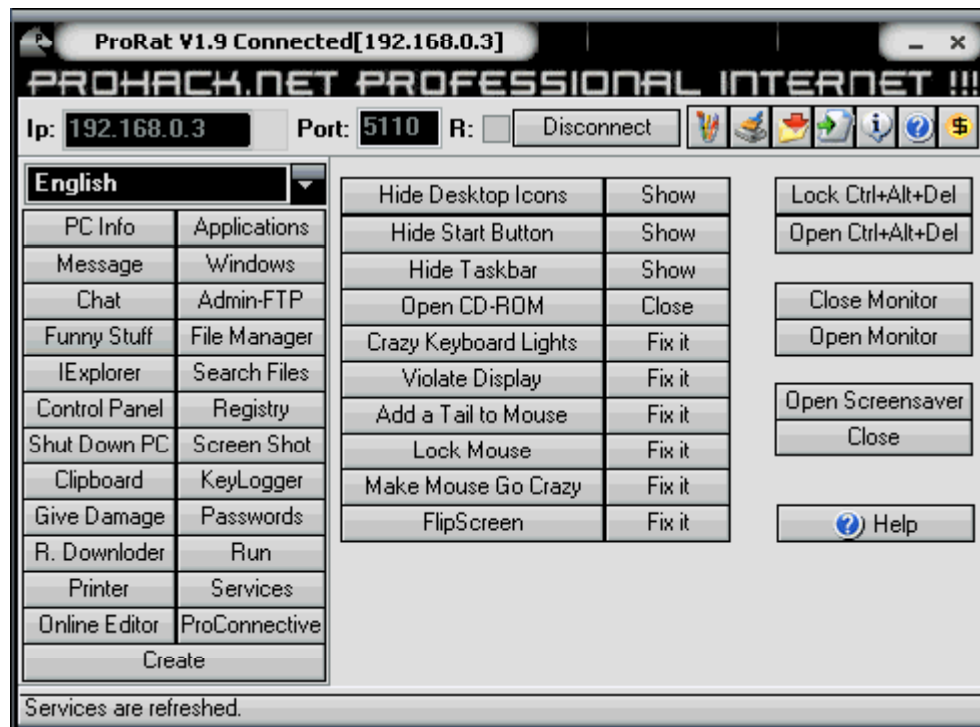 ProRat V1.9 Connected[192.168.0.3]
PROHACK.NET PROFESSIONAL INTERNET !!!
Ip: 192.168.0.3 Port: 5110 R: Disconnect
English
PC Info Applications
Message Windows
Chat Admin-FTP
Funny Stuff File Manager
IExplorer Search Files
Control Panel Registry
Shut Down PC Screen Shot
Clipboard KeyLogger
Give Damage Passwords
R. Downloder Run
Printer Services
Online Editor ProConnective
Create
Hide Desktop Icons Show
Hide Start Button Show
Hide Taskbar Show
Open CD-ROM Close
Crazy Keyboard Lights Fix it
Violate Display Fix it
Add a Tail to Mouse Fix it
Lock Mouse Fix it
Make Mouse Go Crazy Fix it
FlipScreen Fix it
Lock Ctrl+Alt+Del
Open Ctrl+Alt+Del
Close Monitor
Open Monitor
Open Screensaver
Close
Help
Services are refreshed.